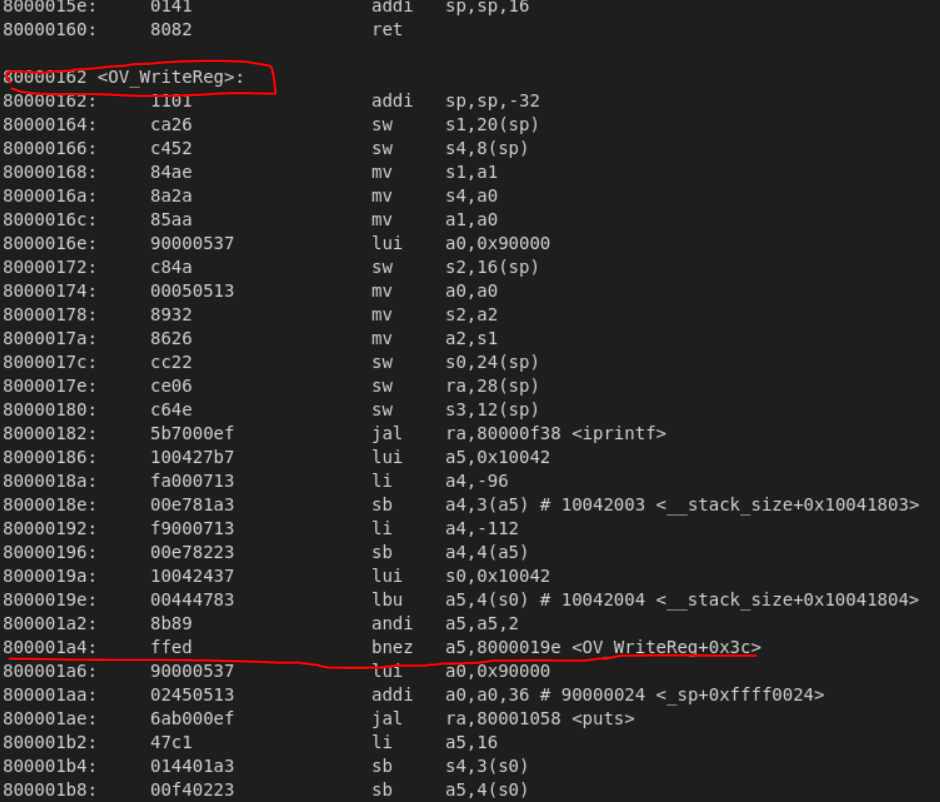 8000015e: 0141 addi sp,sp,16
80000160: 8082 ret
80000162 <OV_WriteReg>:
80000162: 1101 addi sp,sp,-32
80000164: ca26 sw s1,20(sp)
80000166: c452 sw s4,8(sp)
80000168: 84ae mv s1,a1
8000016a: 8a2a mv s4,a0
8000016c: 85aa mv a1,a0
8000016e: 90000537 lui a0,0x90000
80000172: c84a sw s2,16(sp)
80000174: 00050513 mv a0,a0
80000178: 8932 mv s2,a2
8000017a: 8626 mv a2,s1
8000017c: cc22 sw s0,24(sp)
8000017e: ce06 sw ra,28(sp)
80000180: c64e sw s3,12(sp)
80000182: 5b7000ef jal ra,80000f38 <iprintf>
80000186: 100427b7 lui a5,0x10042
8000018a: fa000713 li a4,-96
8000018e: 00e781a3 sb a4,3(a5) # 10042003 <__stack_size+0x10041803>
80000192: f9000713 li a4,-112
80000196: 00e78223 sb a4,4(a5)
8000019a: 10042437 lui s0,0x10042
8000019e: 00444783 lbu a5,4(s0) # 10042004 <__stack_size+0x10041804>
800001a2: 8b89 andi a5,a5,2
800001a4: ffed bnez a5,8000019e <OV_WriteReg+0x3c>
800001a6: 90000537 lui a0,0x90000
800001aa: 02450513 addi a0,a0,36 # 90000024 <_sp+0xffff0024>
800001ae: 6ab000ef jal ra,80001058 <puts>
800001b2: 47c1 li a5,16
800001b4: 014401a3 sb s4,3(s0)
800001b8: 00f40223 sb a5,4(s0)